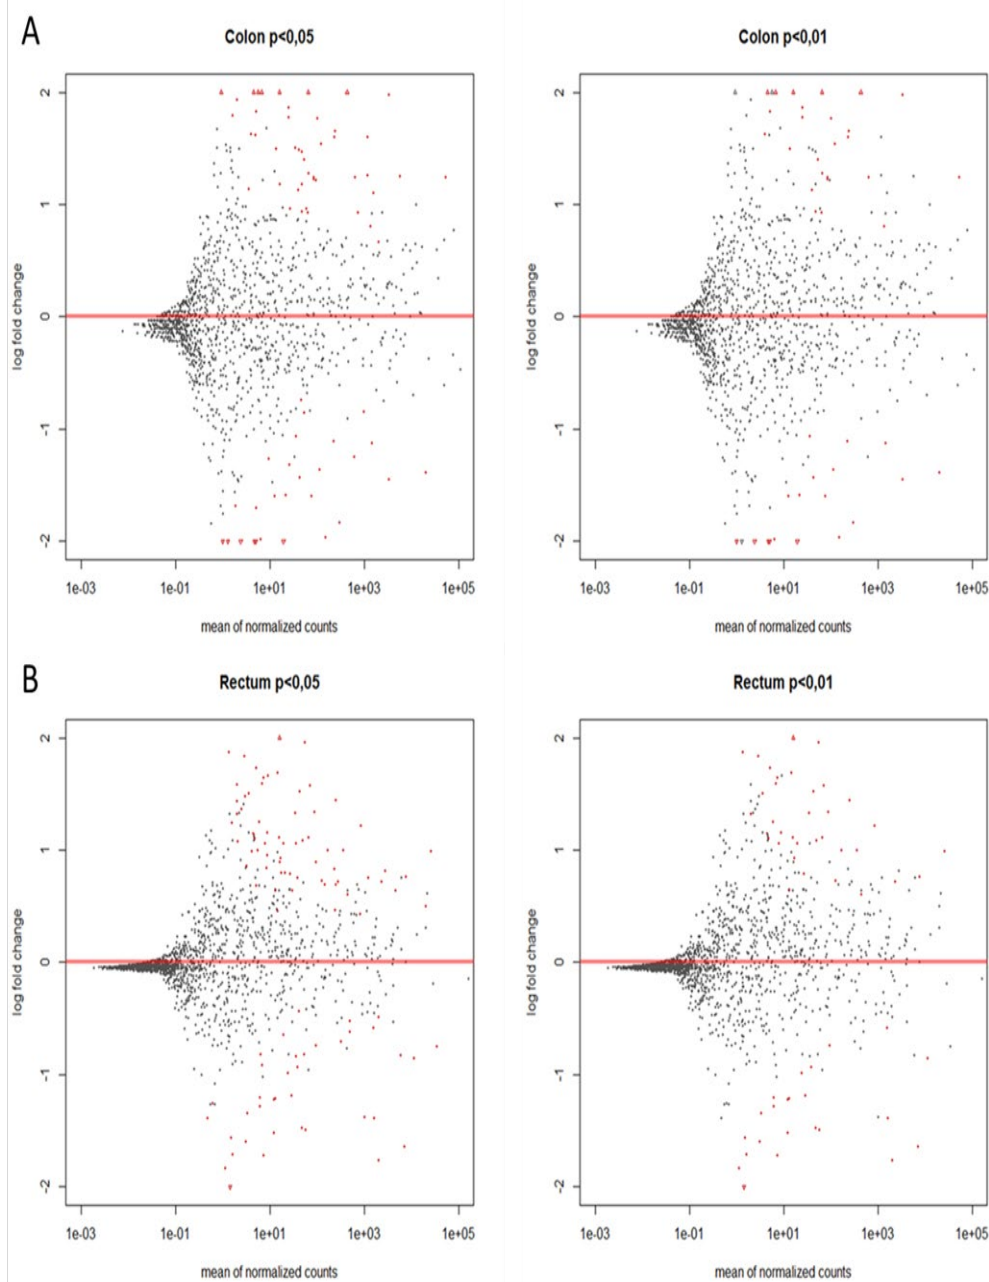 A
Colon p<0,05
Colon p<0,01
log fold change
2
1
0
-1
-2
1e-03 1e-01 1e+01 1e+03 1e+05
mean of normalized counts
log fold change
2
1
0
-1
-2
1e-03 1e-01 1e+01 1e+03 1e+05
mean of normalized counts
B
Rectum p<0,05
Rectum p<0,01
log fold change
2
1
0
-1
-2
1e-03 1e-01 1e+01 1e+03 1e+05
mean of normalized counts
log fold change
2
1
0
-1
-2
1e-03 1e-01 1e+01 1e+03 1e+05
mean of normalized counts